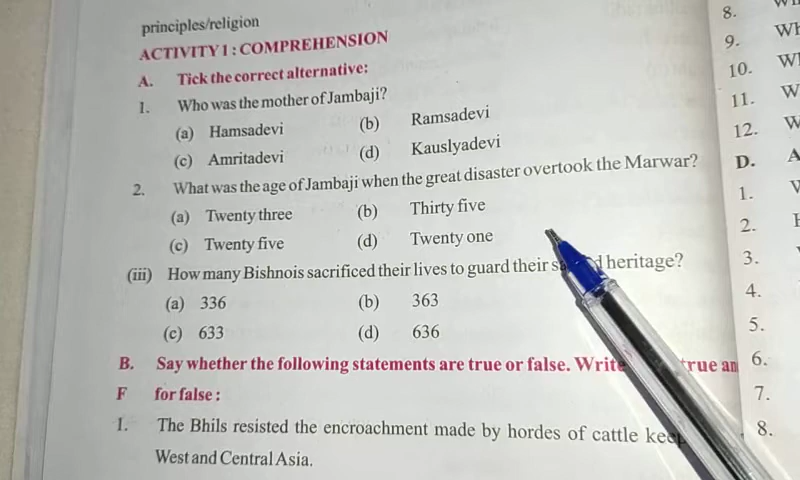 principles/religion
ACTIVITY 1 : COMPREHENSION
A. Tick the correct alternative:
1. Who was the mother of Jambaji?
(a) Hamsadevi (b) Ramsadevi
(c) Amritadevi (d) Kauslyadevi
2. What was the age of Jambaji when the great disaster overtook the Marwar?
(a) Twenty three (b) Thirty five
(c) Twenty five (d) Twenty one
(iii) How many Bishnois sacrificed their lives to guard their heritage?
(a) 336 (b) 363
(c) 633 (d) 636
B. Say whether the following statements are true or false. Write true
F for false :
1. The Bhils resisted the encroachment made by hordes of cattle
West and Central Asia.
8.
9.
10.
11.
12.
D.
1.
2.
3.
4.
5.
6.
7.
8.